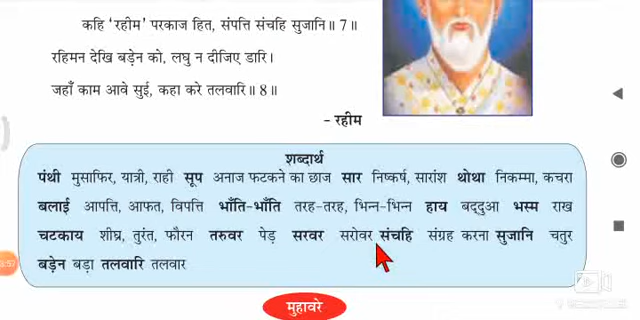 कहि ‘रहीम’ परकाज हित, संपत्ति संचहि सुजानि॥ 7॥
रहिमन देखि बड़ेन को, लघु न दीजिए डारि।
जहाँ काम आवे सुई, कहा करे तलवारि॥ 8॥
– रहीम
शब्दार्थ
पंथी मुसाफिर, यात्री, राही सूप अनाज फटकने का छाज सार निष्कर्ष, सारांश थोथा निकम्मा, कचरा
बलाई आपत्ति, आफत, विपत्ति भाँति-भाँति तरह-तरह, भिन्न-भिन्न हाय बद्दुआ भस्म राख
चटकाय शीघ्र, तुरंत, फौरन तरुवर पेड़ सरवर सरोवर संचहि संग्रह करना सुजानि चतुर
बड़ेन बड़ा तलवारि तलवार
मुहावरे